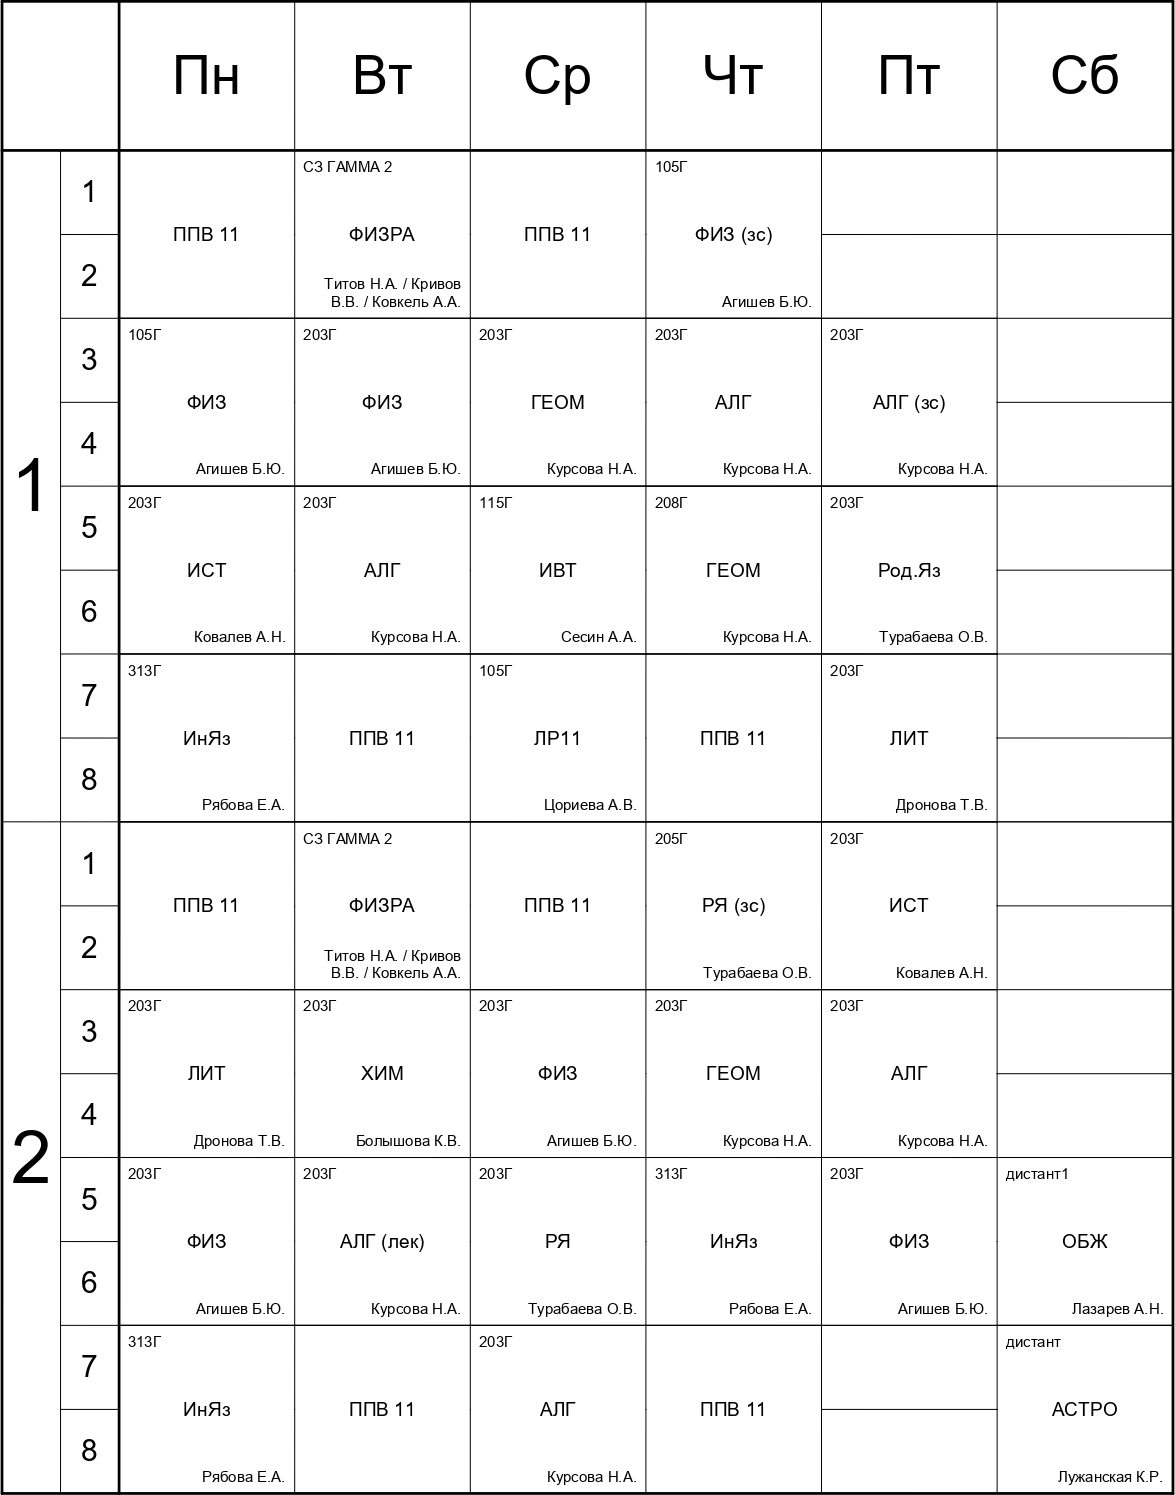 Пн Вт Ср Чт Пт Сб
1
1
2
ППВ 11
СЗ ГАММА 2
ФИЗРА
Титов Н.А. / Кривов
В.В. / Ковкель А.А.
ППВ 11
105Г
ФИЗ (зс)
Агишев Б.Ю.
3
4
105Г
ФИЗ
Агишев Б.Ю.
203Г
ФИЗ
Агишев Б.Ю.
203Г
ГЕОМ
Курсова Н.А.
203Г
АЛГ
Курсова Н.А.
203Г
АЛГ (зс)
Курсова Н.А.
5
6
203Г
ИСТ
Ковалев А.Н.
203Г
АЛГ
Курсова Н.А.
115Г
ИВТ
Сесин А.А.
208Г
ГЕОМ
Курсова Н.А.
203Г
Род.Яз
Турабаева О.В.
7
8
313Г
ИнЯз
Рябова Е.А.
ППВ 11
105Г
ЛР11
Цориева А.В.
ППВ 11
203Г
ЛИТ
Дронова Т.В.
2
1
2
ППВ 11
СЗ ГАММА 2
ФИЗРА
Титов Н.А. / Кривов
В.В. / Ковкель А.А.
ППВ 11
205Г
РЯ (зс)
Турабаева О.В.
203Г
ИСТ
Ковалев А.Н.
3
4
203Г
ЛИТ
Дронова Т.В.
203Г
ХИМ
Болышова К.В.
203Г
ФИЗ
Агишев Б.Ю.
203Г
ГЕОМ
Курсова Н.А.
203Г
АЛГ
Курсова Н.А.
5
6
203Г
ФИЗ
Агишев Б.Ю.
203Г
АЛГ (лек)
Курсова Н.А.
203Г
РЯ
Турабаева О.В.
313Г
ИнЯз
Рябова Е.А.
203Г
ФИЗ
Агишев Б.Ю.
дистант1
ОБЖ
Лазарев А.Н.
7
8
313Г
ИнЯз
Рябова Е.А.
ППВ 11
203Г
АЛГ
Курсова Н.А.
ППВ 11
дистант
АСТРО
Лужанская К.Р.